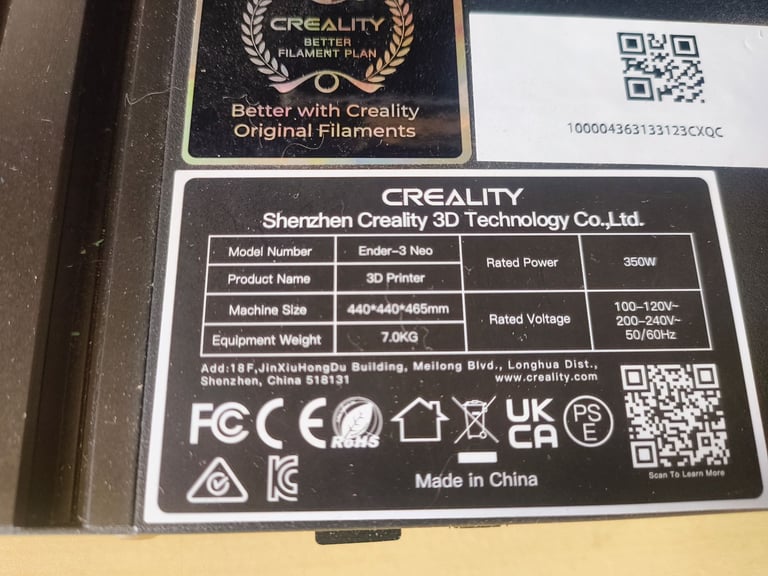 CREALITY
BETTER
FILAMENT PLAN
Better with Creality
Original Filaments
100004363133123CXQC
CREALITY
Shenzhen Creality 3D Technology Co.,Ltd.
Model Number Ender-3 Neo
Product Name 3D Printer
Machine Size 440*440*465mm
Equipment Weight 7.0KG
Rated Power 350W
Rated Voltage 100-120V~
200-240V~
50/60Hz
Add:18F,JinXiuHongDu Building, Meilong Blvd., Longhua Dist.,
Shenzhen, China 518131 www.creality.com
FC CE RoHS UK
CA PS
E
KC
Made in China
Scan To Learn More